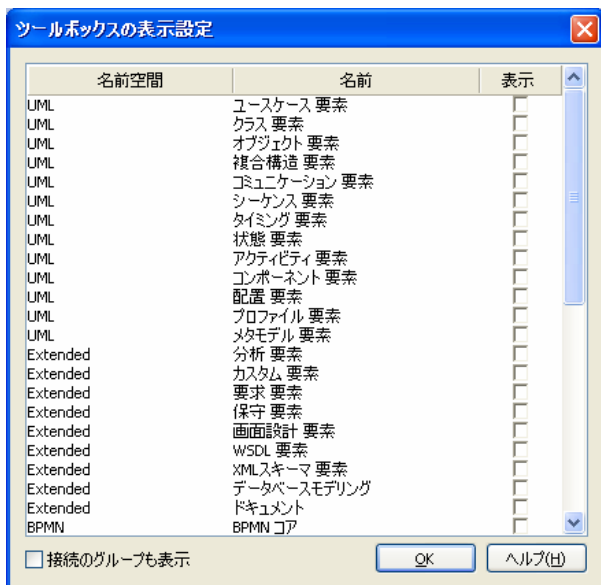 ツールボックスの表示設定
名前空間 名前 表示
UML ユースケース 要素
UML クラス 要素
UML オブジェクト 要素
UML 複合構造 要素
UML コミュニケーション 要素
UML シーケンス 要素
UML タイミング 要素
UML 状態 要素
UML アクティビティ 要素
UML コンポーネント 要素
UML 配置 要素
UML プロファイル 要素
UML メタモデル 要素
Extended 分析 要素
Extended カスタム 要素
Extended 要求 要素
Extended 保守 要素
Extended 画面設計 要素
Extended WSDL 要素
Extended XMLスキーマ 要素
Extended データベースモデリング
Extended ドキュメント
BPMN BPMN コア
接続のグループも表示 OK ヘルプ(H)